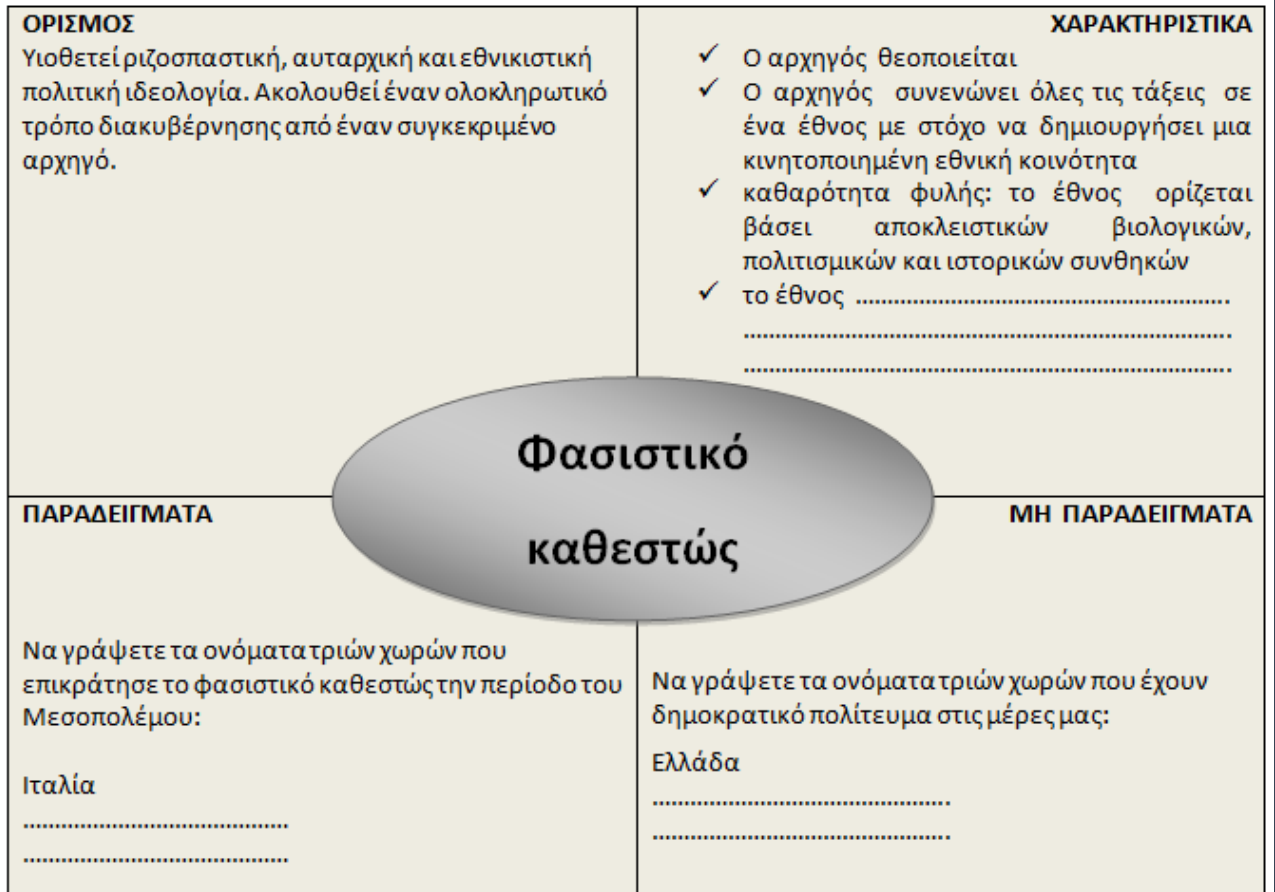 ΟΡΙΣΜΟΣ
Υιοθετεί ριζοσπαστική, αυταρχική και εθνικιστική
πολιτική ιδεολογία. Ακολουθεί έναν ολοκληρωτικό
τρόπο διακυβέρνησης από έναν συγκεκριμένο
αρχηγό.
ΧΑΡΑΚΤΗΡΙΣΤΙΚΑ
✓ Ο αρχηγός θεοποιείται
✓ Ο αρχηγός συνενώνει όλες τις τάξεις σε
ένα έθνος με στόχο να δημιουργήσει μια
κινητοποιημένη εθνική κοινότητα
✓ καθαρότητα φυλής: το έθνος ορίζεται
βάσει αποκλειστικών βιολογικών,
πολιτισμικών και ιστορικών συνθηκών
✓ το έθνος ..........................................................
.............................................................................
.............................................................................
Φασιστικό
καθεστώς
ΠΑΡΑΔΕΙΓΜΑΤΑ
Να γράψετε τα ονόματα τριών χωρών που
επικράτησε το φασιστικό καθεστώς την περίοδο του
Μεσοπολέμου:
Ιταλία
..........................................
..........................................
ΜΗ ΠΑΡΑΔΕΙΓΜΑΤΑ
Να γράψετε τα ονόματα τριών χωρών που έχουν
δημοκρατικό πολίτευμα στις μέρες μας:
Ελλάδα
...............................................
...............................................